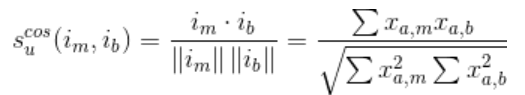 $s_u^{cos}(i_m, i_b) = \frac{i_m \cdot i_b}{\|i_m\| \, \|i_b\|} = \frac{\sum x_{a,m} x_{a,b}}{\sqrt{\sum x_{a,m}^2 \sum x_{a,b}^2}}$